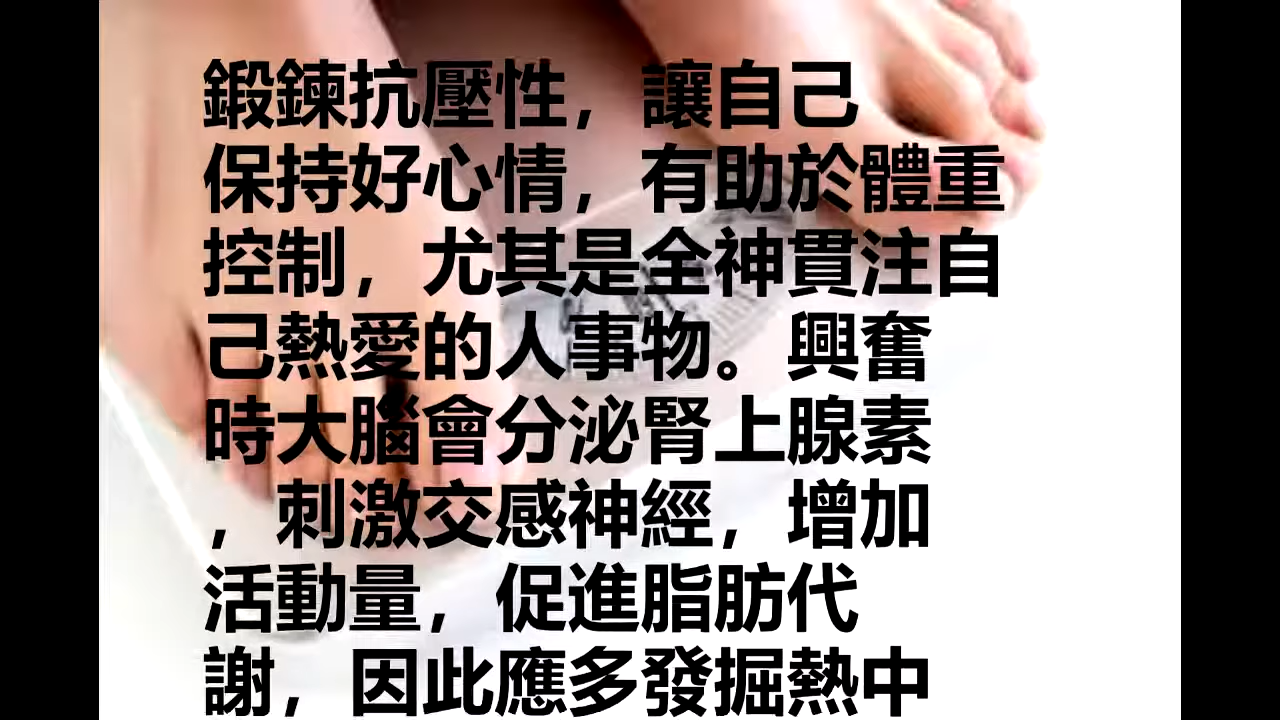 鍛鍊抗壓性，讓自己
保持好心情，有助於體重
控制，尤其是全神貫注自
己熱愛的人事物。興奮
時大腦會分泌腎上腺素
，刺激交感神經，增加
活動量，促進脂肪代
謝，因此應多發掘熱中